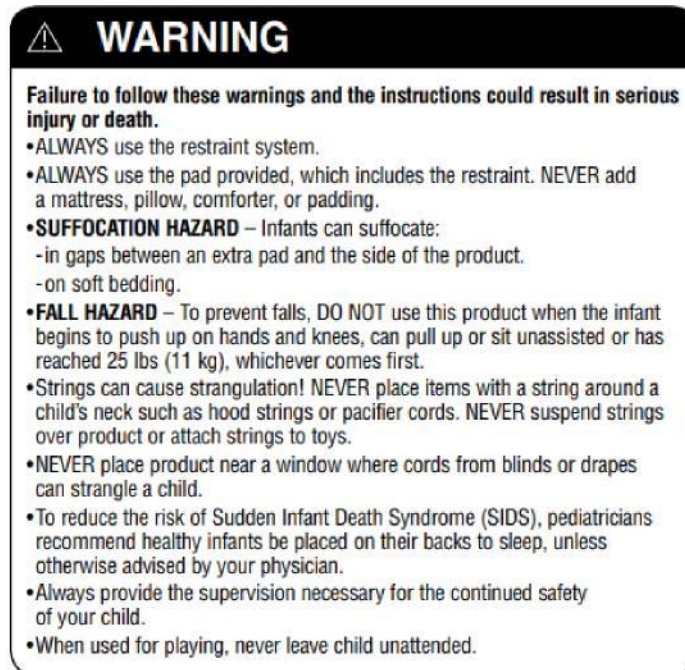 ⚠ WARNING
Failure to follow these warnings and the instructions could result in serious
injury or death.
•ALWAYS use the restraint system.
•ALWAYS use the pad provided, which includes the restraint. NEVER add
a mattress, pillow, comforter, or padding.
•SUFFOCATION HAZARD – Infants can suffocate:
-in gaps between an extra pad and the side of the product.
-on soft bedding.
•FALL HAZARD – To prevent falls, DO NOT use this product when the infant
begins to push up on hands and knees, can pull up or sit unassisted or has
reached 25 lbs (11 kg), whichever comes first.
•Strings can cause strangulation! NEVER place items with a string around a
child's neck such as hood strings or pacifier cords. NEVER suspend strings
over product or attach strings to toys.
•NEVER place product near a window where cords from blinds or drapes
can strangle a child.
•To reduce the risk of Sudden Infant Death Syndrome (SIDS), pediatricians
recommend healthy infants be placed on their backs to sleep, unless
otherwise advised by your physician.
•Always provide the supervision necessary for the continued safety
of your child.
•When used for playing, never leave child unattended.